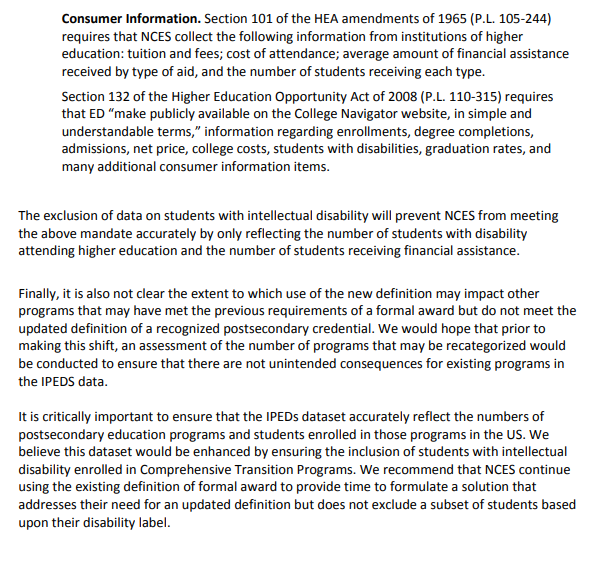 Consumer Information. Section 101 of the HEA amendments of 1965 (P.L. 105-244)
requires that NCES collect the following information from institutions of higher
education: tuition and fees; cost of attendance; average amount of financial assistance
received by type of aid, and the number of students receiving each type.
Section 132 of the Higher Education Opportunity Act of 2008 (P.L. 110-315) requires
that ED “make publicly available on the College Navigator website, in simple and
understandable terms,” information regarding enrollments, degree completions,
admissions, net price, college costs, students with disabilities, graduation rates, and
many additional consumer information items.
The exclusion of data on students with intellectual disability will prevent NCES from meeting
the above mandate accurately by only reflecting the number of students with disability
attending higher education and the number of students receiving financial assistance.
Finally, it is also not clear the extent to which use of the new definition may impact other
programs that may have met the previous requirements of a formal award but do not meet the
updated definition of a recognized postsecondary credential. We would hope that prior to
making this shift, an assessment of the number of programs that may be recategorized would
be conducted to ensure that there are not unintended consequences for existing programs in
the IPEDS data.
It is critically important to ensure that the IPEDs dataset accurately reflect the numbers of
postsecondary education programs and students enrolled in those programs in the US. We
believe this dataset would be enhanced by ensuring the inclusion of students with intellectual
disability enrolled in Comprehensive Transition Programs. We recommend that NCES continue
using the existing definition of formal award to provide time to formulate a solution that
addresses their need for an updated definition but does not exclude a subset of students based
upon their disability label.